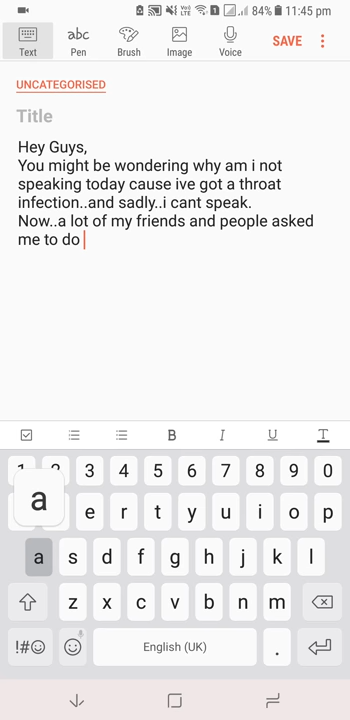 84% 11:45 pm
Text Pen Brush Image Voice SAVE
UNCATEGORISED
Title
Hey Guys,
You might be wondering why am i not
speaking today cause ive got a throat
infection..and sadly..i cant speak.
Now..a lot of my friends and people asked
me to do
B I U T
3 4 5 6 7 8 9 0
a e r t y u i o p
a s d f g h j k l
z x c v b n m
!#☺ English (UK) .